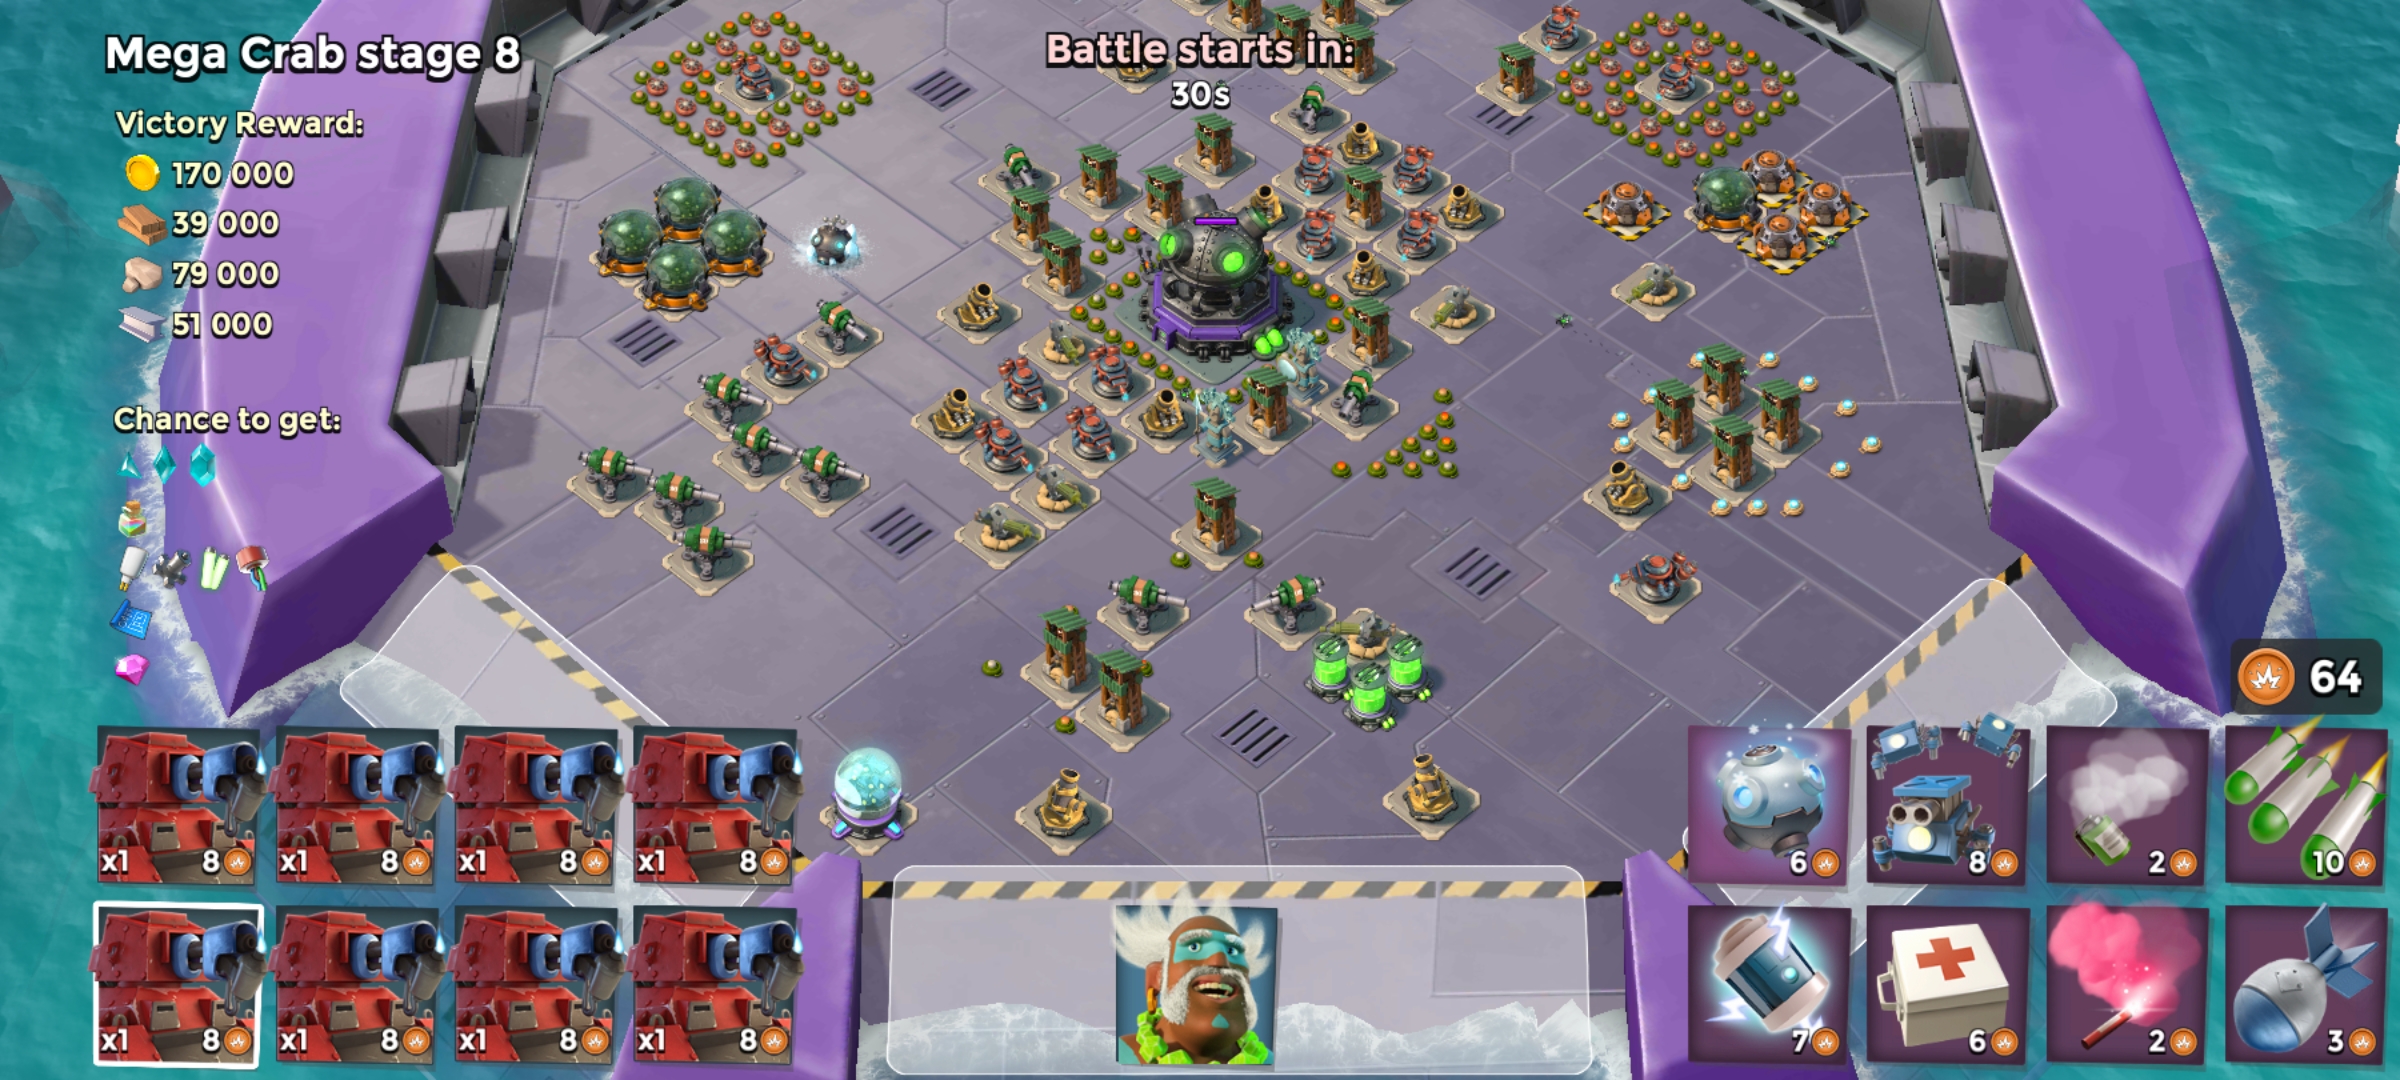 Mega Crab stage 8
Battle starts in:
30s
Victory Reward:
170 000
39 000
79 000
51 000
Chance to get:
64
x1 8
x1 8
x1 8
x1 8
6
8
2
10
x1 8
x1 8
x1 8
x1 8
7
6
2
3